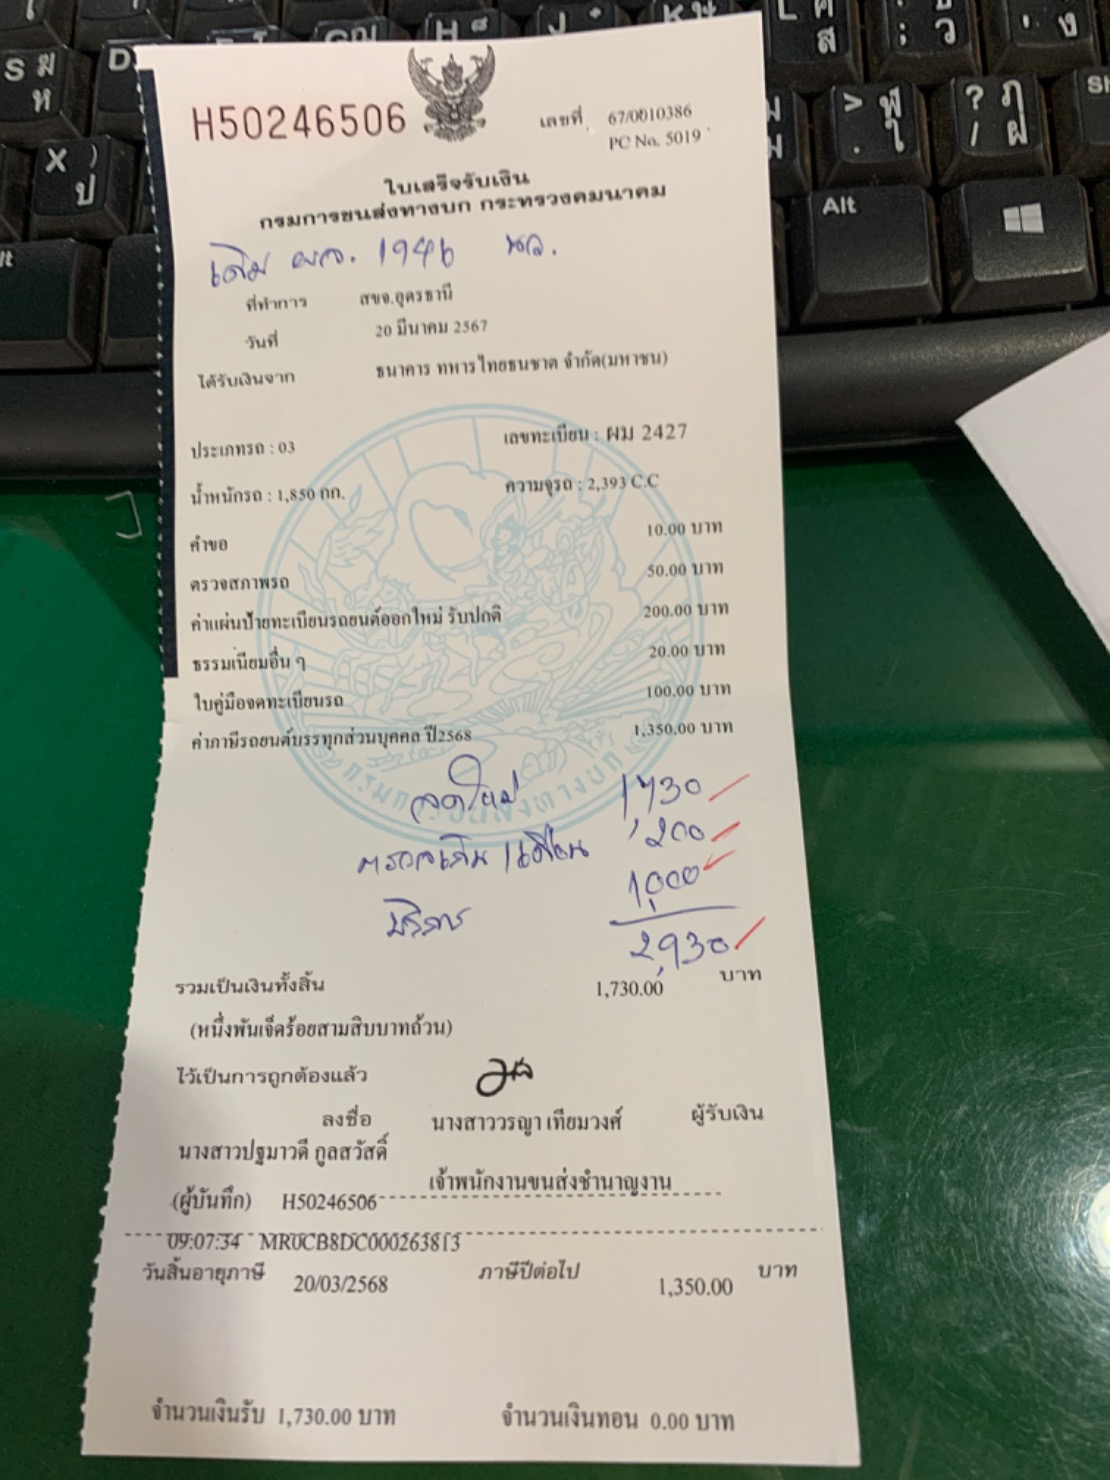 H50246506
เลขที่ 67/0010386
PC No. 5019
ใบเสร็จรับเงิน
กรมการขนส่งทางบก กระทรวงคมนาคม
เดิม ผจ. 1946 นว.
ที่ทำการ สขจ.อุดรธานี
วันที่ 20 มีนาคม 2567
ได้รับเงินจาก ธนาคาร ทหารไทยธนชาต จำกัด(มหาชน)
ประเภทรถ : 03 เลขทะเบียน : ผม 2427
น้ำหนักรถ : 1,850 กก. ความจุรถ : 2,393 C.C
คำขอ 10.00 บาท
ตรวจสภาพรถ 50.00 บาท
ค่าแผ่นป้ายทะเบียนรถยนต์ออกใหม่ รับปกติ 200.00 บาท
ธรรมเนียมอื่น ๆ 20.00 บาท
ใบคู่มือจดทะเบียนรถ 100.00 บาท
ค่าภาษีรถยนต์บรรทุกส่วนบุคคล ปี2568 1,350.00 บาท
จดใหม่ 1,730
200
บริการ 1,000
2,930
รวมเป็นเงินทั้งสิ้น 1,730.00 บาท
(หนึ่งพันเจ็ดร้อยสามสิบบาทถ้วน)
ไว้เป็นการถูกต้องแล้ว
ลงชื่อ นางสาววรญา เทียมวงศ์ ผู้รับเงิน
นางสาวปฐมาวดี กูลสวัสดิ์
เจ้าพนักงานขนส่งชำนาญงาน
(ผู้บันทึก) H50246506
09:07:34 MR0CB8DC000263813
วันสิ้นอายุภาษี 20/03/2568 ภาษีปีต่อไป 1,350.00 บาท
จำนวนเงินรับ 1,730.00 บาท จำนวนเงินทอน 0.00 บาท